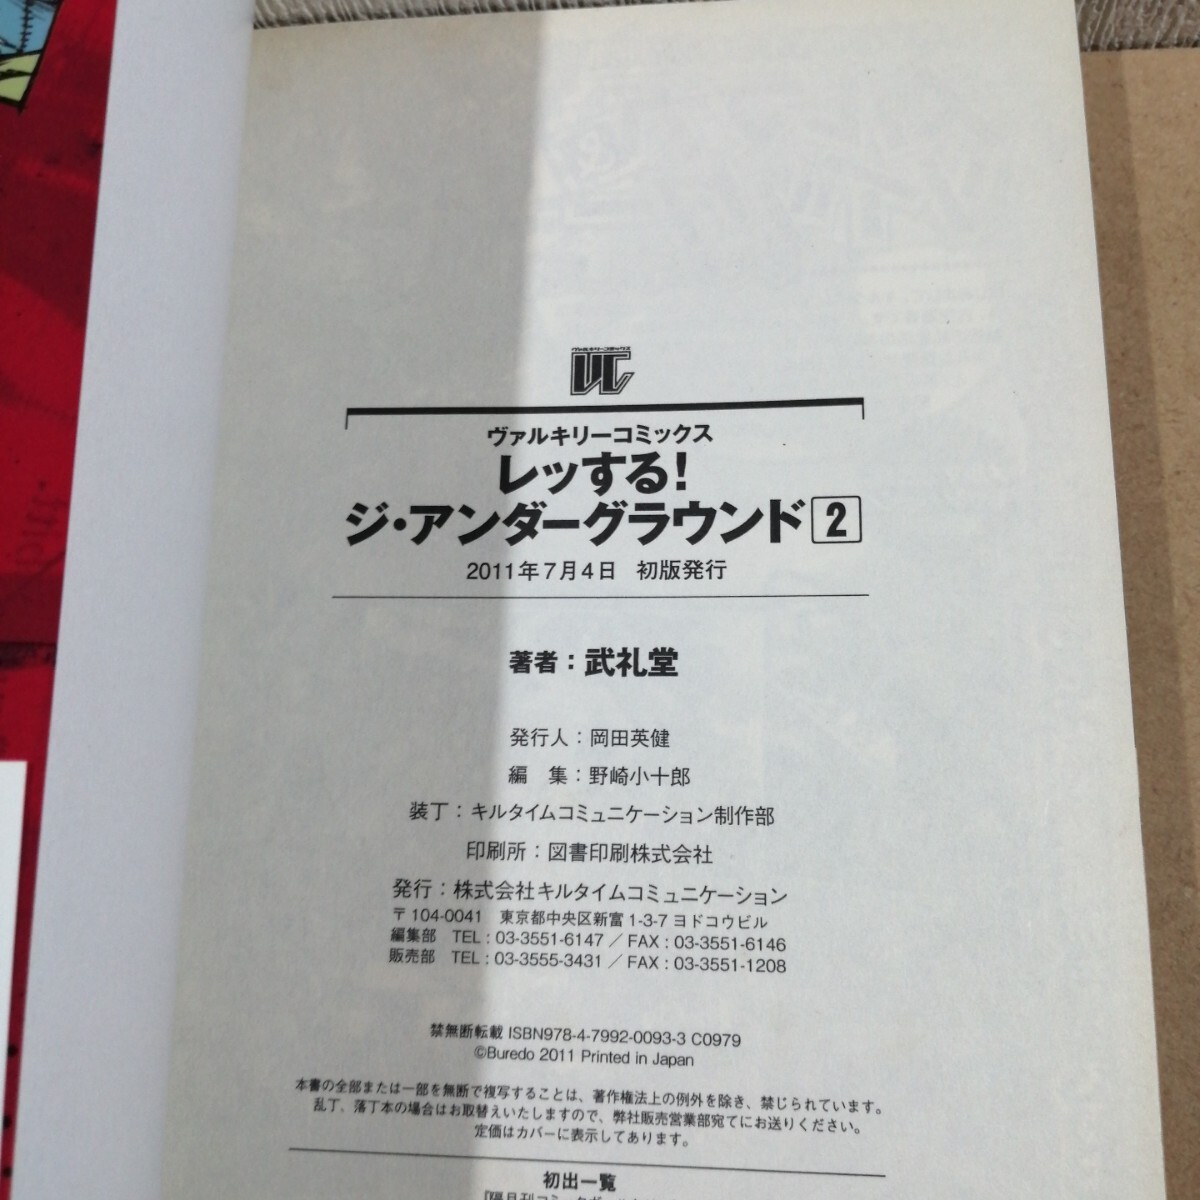 ヴァルキリーコミックス
VC
ヴァルキリーコミックス
レッする!
ジ・アンダーグラウンド 2
2011年7月4日 初版発行
著者：武礼堂
発行人：岡田英健
編 集：野崎小十郎
装丁：キルタイムコミュニケーション制作部
印刷所：図書印刷株式会社
発行：株式会社キルタイムコミュニケーション
〒104-0041 東京都中央区新富1-3-7ヨドコウビル
編集部 TEL：03-3551-6147／FAX：03-3551-6146
販売部 TEL：03-3555-3431／FAX：03-3551-1208
禁無断転載 ISBN978-4-7992-0093-3 C0979
©Buredo 2011 Printed in Japan
本書の全部または一部を無断で複写することは、著作権法上の例外を除き、禁じられています。
乱丁、落丁本の場合はお取替えいたしますので、弊社販売営業部宛てにお送りください。
定価はカバーに表示してあります。
初出一覧